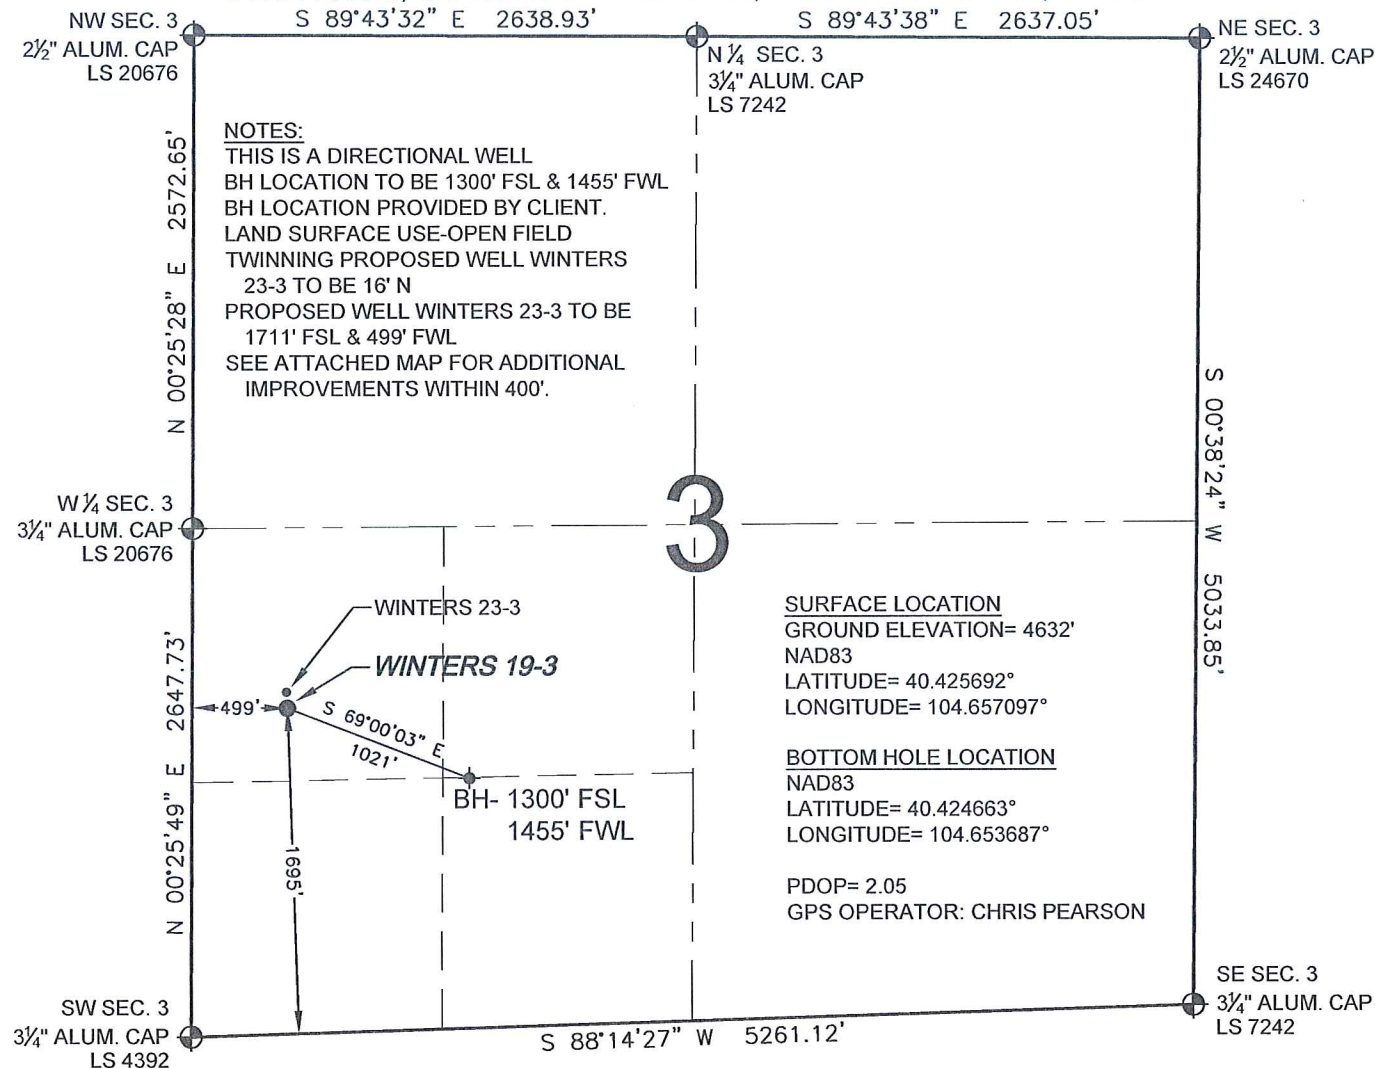 S 89°43'32" E 2638.93'
S 89°43'38" E 2637.05'
NW SEC. 3
2½" ALUM. CAP
LS 20676
N ¼ SEC. 3
3¼" ALUM. CAP
LS 7242
NE SEC. 3
2½" ALUM. CAP
LS 24670
NOTES:
THIS IS A DIRECTIONAL WELL
BH LOCATION TO BE 1300' FSL & 1455' FWL
BH LOCATION PROVIDED BY CLIENT.
LAND SURFACE USE-OPEN FIELD
TWINNING PROPOSED WELL WINTERS
23-3 TO BE 16' N
PROPOSED WELL WINTERS 23-3 TO BE
1711' FSL & 499' FWL
SEE ATTACHED MAP FOR ADDITIONAL
IMPROVEMENTS WITHIN 400'.
N 00°25'28" E 2572.65'
S 00°38'24" W 5033.85'
W ¼ SEC. 3
3¼" ALUM. CAP
LS 20676
3
WINTERS 23-3
WINTERS 19-3
499'
S 69°00'03" E
1021'
BH- 1300' FSL
1455' FWL
1695'
N 00°25'49" E 2647.73'
SURFACE LOCATION
GROUND ELEVATION= 4632'
NAD83
LATITUDE= 40.425692°
LONGITUDE= 104.657097°
BOTTOM HOLE LOCATION
NAD83
LATITUDE= 40.424663°
LONGITUDE= 104.653687°
PDOP= 2.05
GPS OPERATOR: CHRIS PEARSON
SW SEC. 3
3¼" ALUM. CAP
LS 4392
S 88°14'27" W 5261.12'
SE SEC. 3
3¼" ALUM. CAP
LS 7242